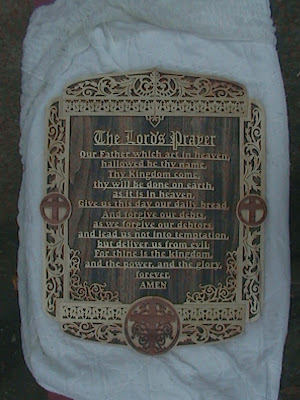 The Lord's Prayer
Our Father which art in heaven,
hallowed be thy name.
Thy Kingdom come,
thy will be done on earth,
as it is in heaven.
Give us this day our daily bread.
And forgive our debts,
as we forgive our debtors
and lead us not into temptation,
but deliver us from evil:
For thine is the kingdom
and the power, and the glory,
forever.
AMEN